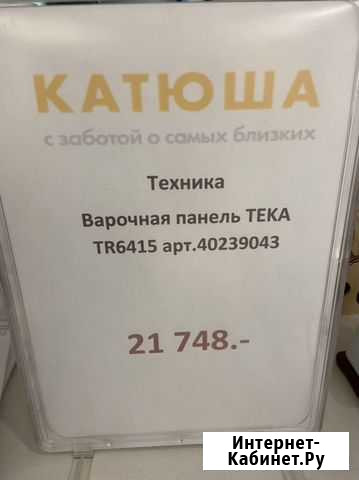 КАТЮША
с заботой о самых близких
Техника
Варочная панель TEKA
TR6415 арт.40239043
21 748.-
Интернет-
Кабинет.Ру